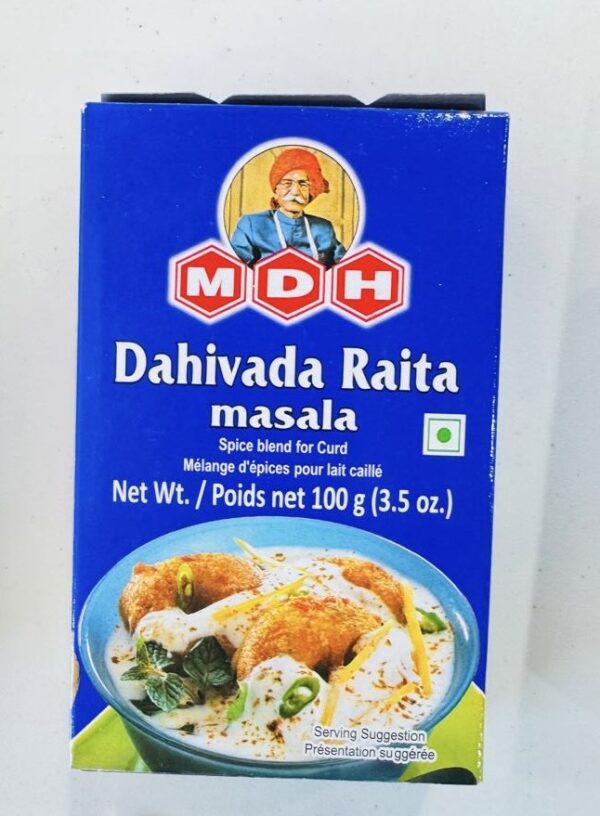 MDH
Dahivada Raita
masala
Spice blend for Curd
Mélange d'épices pour lait caillé
Net Wt. / Poids net 100 g (3.5 oz.)
Serving Suggestion
Présentation suggérée